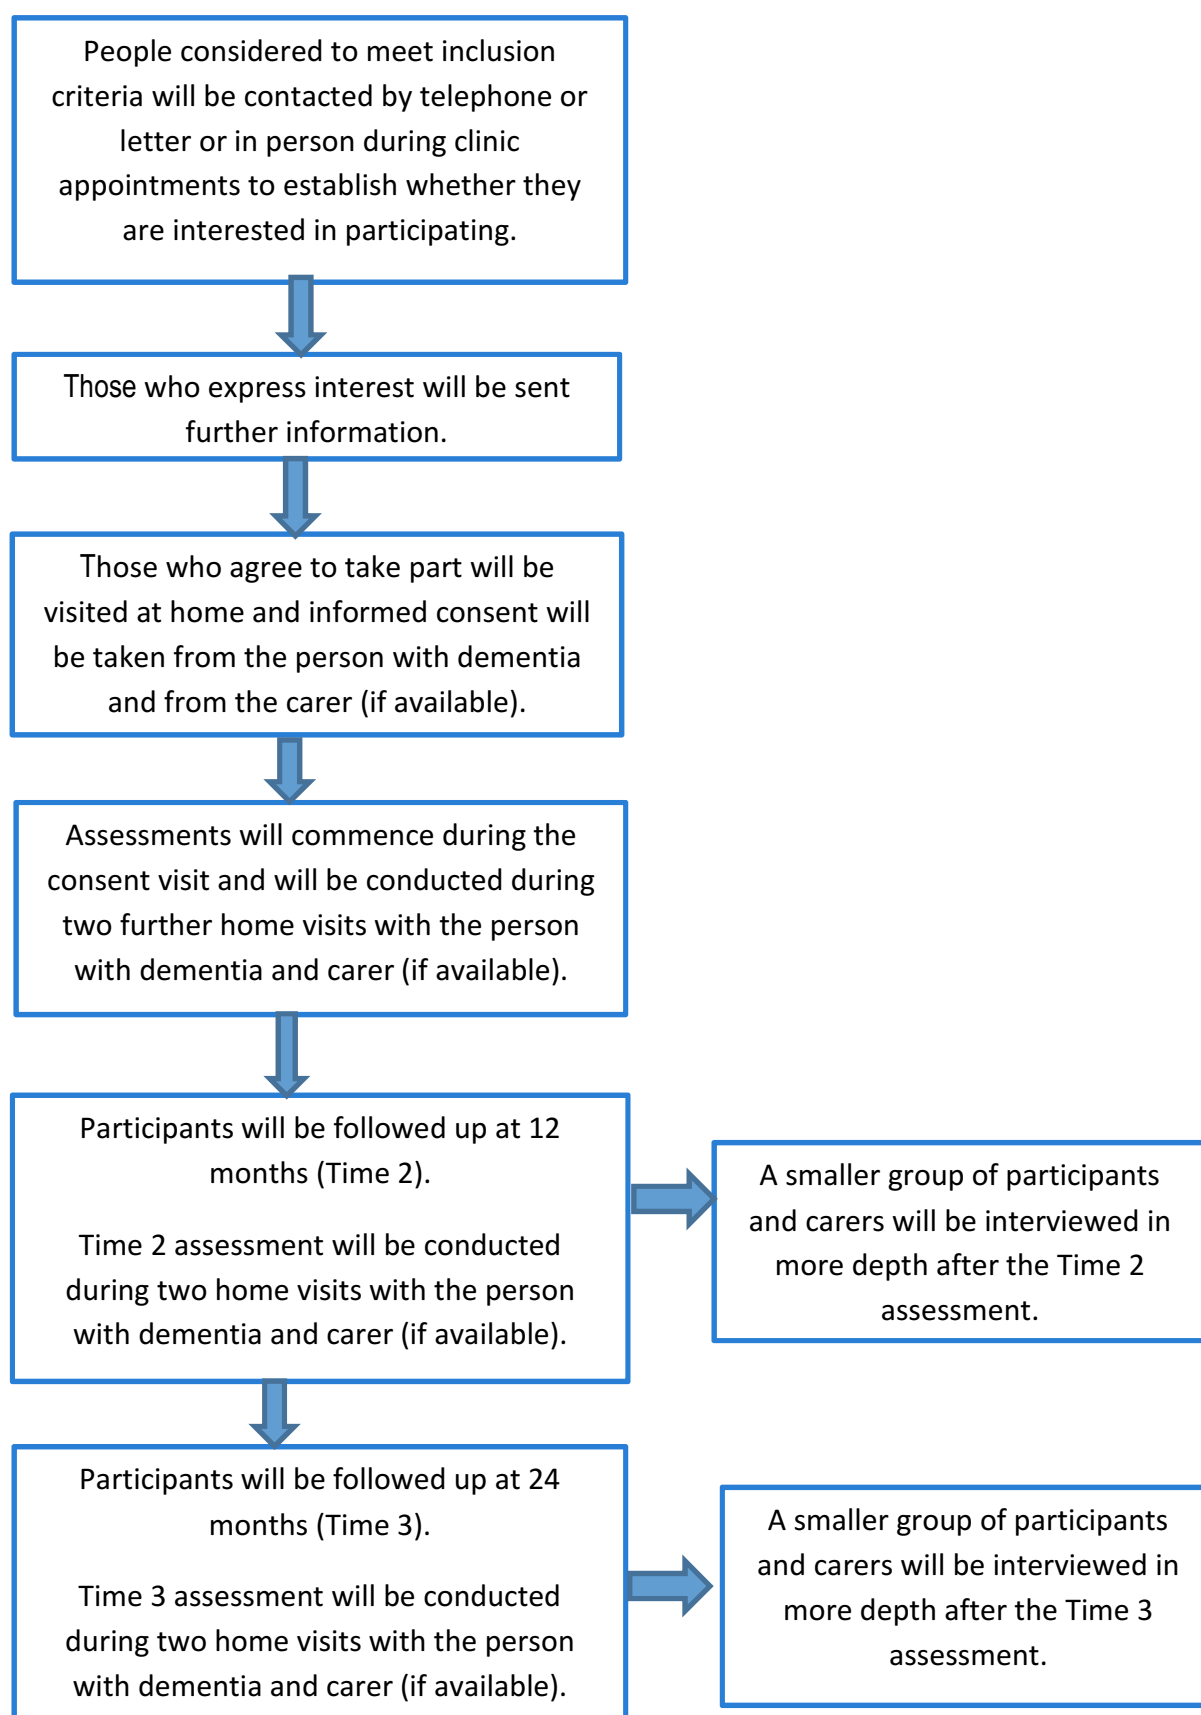 People considered to meet inclusion
criteria will be contacted by telephone or
letter or in person during clinic
appointments to establish whether they
are interested in participating.
Those who express interest will be sent
further information.
Those who agree to take part will be
visited at home and informed consent will
be taken from the person with dementia
and from the carer (if available).
Assessments will commence during the
consent visit and will be conducted during
two further home visits with the person
with dementia and carer (if available).
Participants will be followed up at 12
months (Time 2).
Time 2 assessment will be conducted
during two home visits with the person
with dementia and carer (if available).
A smaller group of participants
and carers will be interviewed in
more depth after the Time 2
assessment.
Participants will be followed up at 24
months (Time 3).
Time 3 assessment will be conducted
during two home visits with the person
with dementia and carer (if available).
A smaller group of participants
and carers will be interviewed in
more depth after the Time 3
assessment.